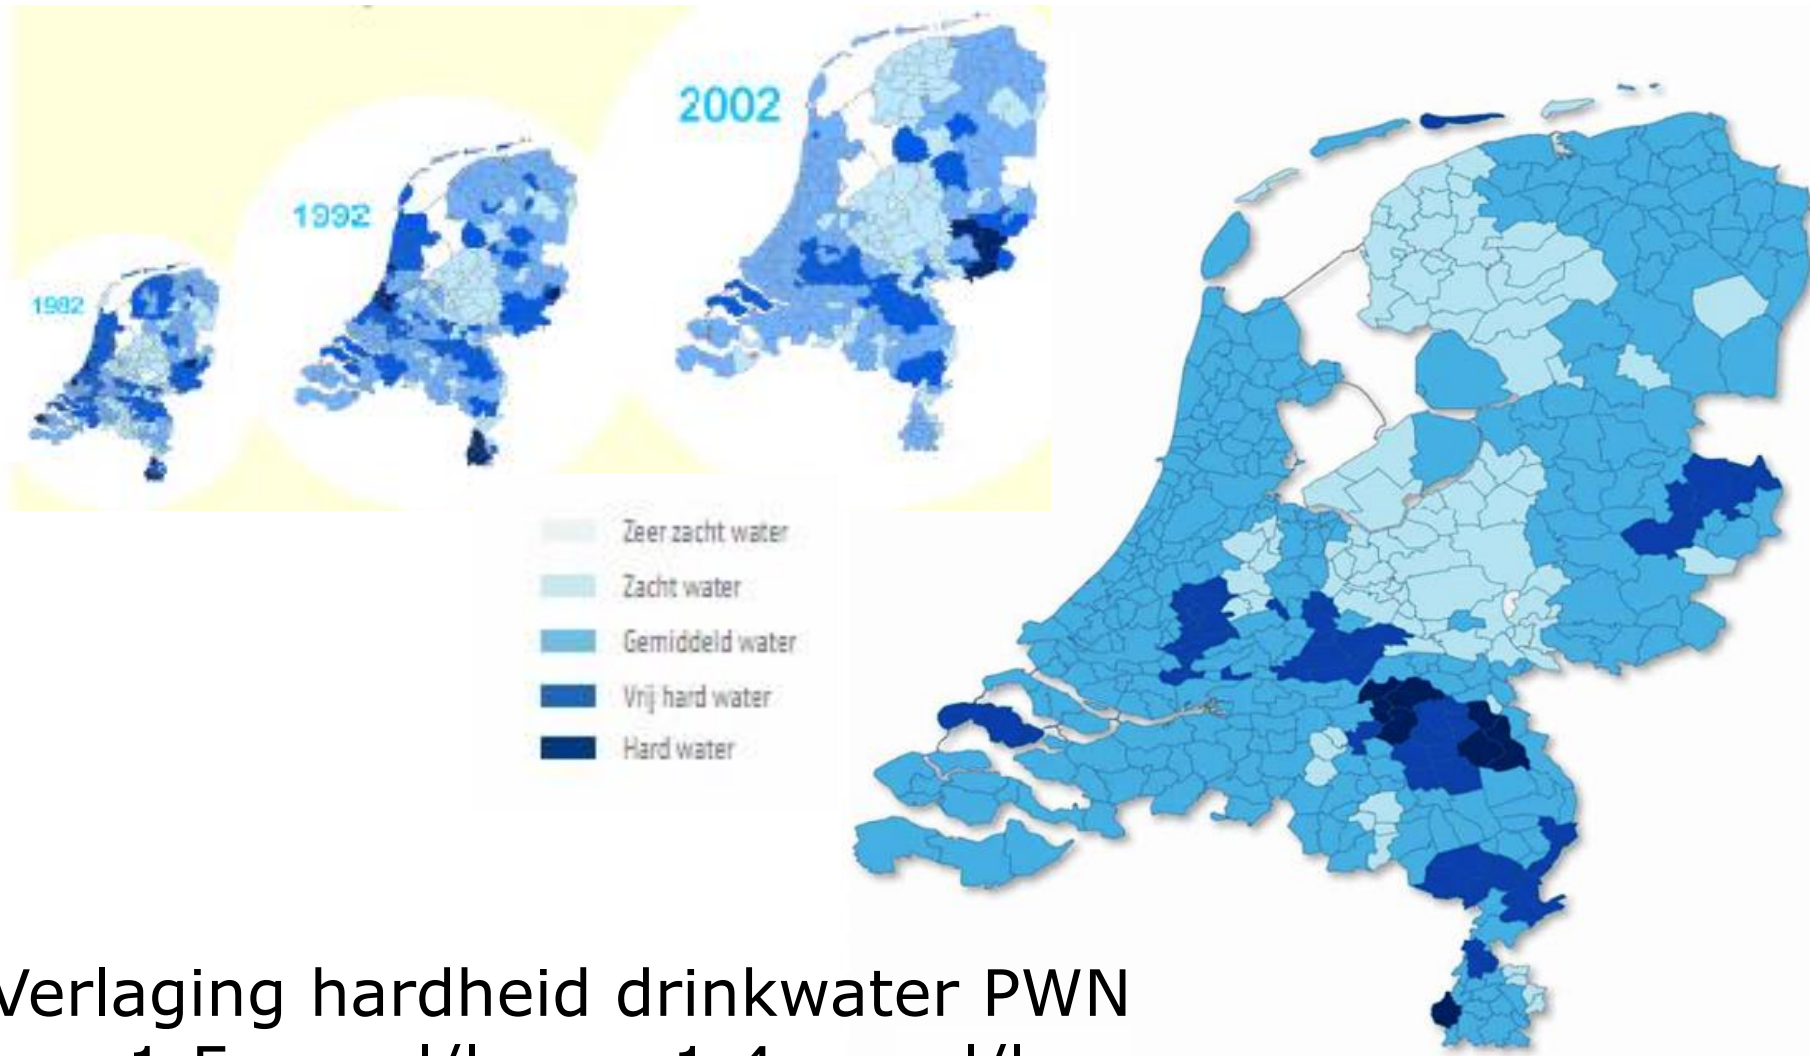 2002
1992
1982
Zeer zacht water
Zacht water
Gemiddeld water
Vrij hard water
Hard water
Verlaging hardheid drinkwater PWN